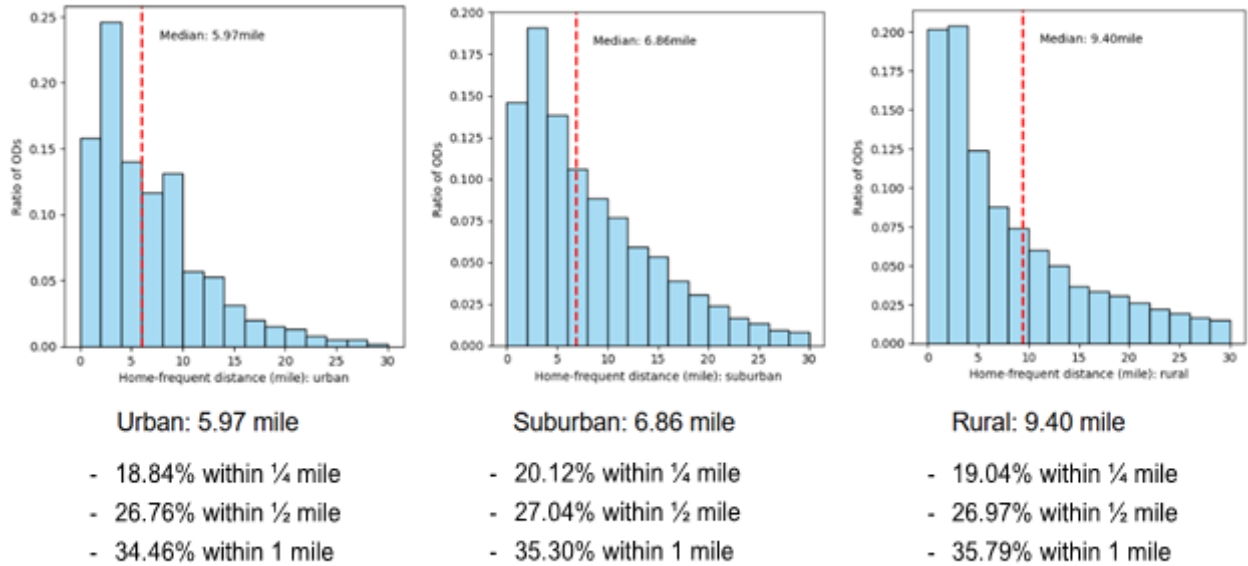 Median: 5.97mile
0.25
0.20
0.15
0.10
0.05
0.00
Ratio of ODs
0 5 10 15 20 25 30
Home-frequent distance (mile): urban
Median: 6.86mile
0.200
0.175
0.150
0.125
0.100
0.075
0.050
0.025
0.000
Ratio of ODs
0 5 10 15 20 25 30
Home-frequent distance (mile): suburban
Median: 9.40mile
0.200
0.175
0.150
0.125
0.100
0.075
0.050
0.025
0.000
Ratio of ODs
0 5 10 15 20 25 30
Home-frequent distance (mile): rural
Urban: 5.97 mile
- 18.84% within ¼ mile
- 26.76% within ½ mile
- 34.46% within 1 mile
Suburban: 6.86 mile
- 20.12% within ¼ mile
- 27.04% within ½ mile
- 35.30% within 1 mile
Rural: 9.40 mile
- 19.04% within ¼ mile
- 26.97% within ½ mile
- 35.79% within 1 mile